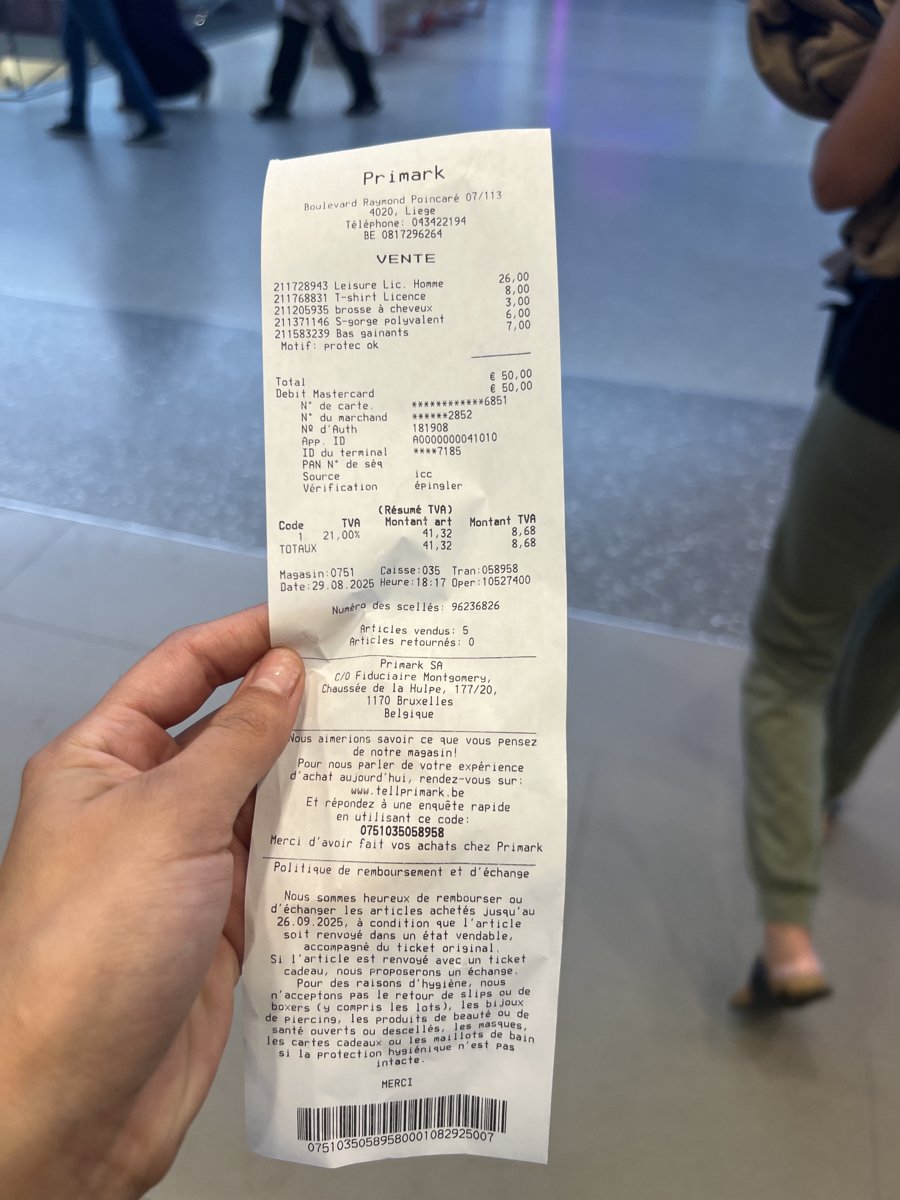 Primark
Boulevard Raymond Poincaré 07/113
4020, Liege
Téléphone: 043422194
BE 0817296264
VENTE
211728943 Leisure Lic. Homme 26,00
211768831 T-shirt Licence 8,00
211205935 brosse à cheveux 3,00
211371146 S-gorge polyvalent 6,00
211583239 Bas gainants 7,00
Motif: protec ok
Total € 50,00
Debit Mastercard € 50,00
N° de carte. ************6851
N° du marchand ******2852
Nº d'Auth 181908
App. ID A0000000041010
ID du terminal ****7185
PAN N° de séq
Source icc
Vérification épingler
(Résumé TVA)
Code TVA Montant art Montant TVA
1 21,00% 41,32 8,68
TOTAUX 41,32 8,68
Magasin:0751 Caisse:035 Tran:058958
Date:29.08.2025 Heure:18:17 Oper:10527400
Numéro des scellés: 96236826
Articles vendus: 5
Articles retournés: 0
Primark SA
C/O Fiduciaire Montgomery,
Chaussée de la Hulpe, 177/20,
1170 Bruxelles
Belgique
Nous aimerions savoir ce que vous pensez
de notre magasin!
Pour nous parler de votre expérience
d'achat aujourd'hui, rendez-vous sur:
www.tellprimark.be
Et répondez à une enquête rapide
en utilisant ce code:
0751035058958
Merci d'avoir fait vos achats chez Primark
Politique de remboursement et d'échange
Nous sommes heureux de rembourser ou
d'échanger les articles achetés jusqu'au
26.09.2025, à condition que l'article
soit renvoyé dans un état vendable,
accompagné du ticket original.
Si l'article est renvoyé avec un ticket
cadeau, nous proposerons un échange.
Pour des raisons d'hygiène, nous
n'acceptons pas le retour de slips ou de
boxers (y compris les lots), les bijoux
de piercing, les produits de beauté ou de
santé ouverts ou descellés, les masques,
les cartes cadeaux ou les maillots de bain
si la protection hygiénique n'est pas
intacte.
MERCI
07510350589580001082925007